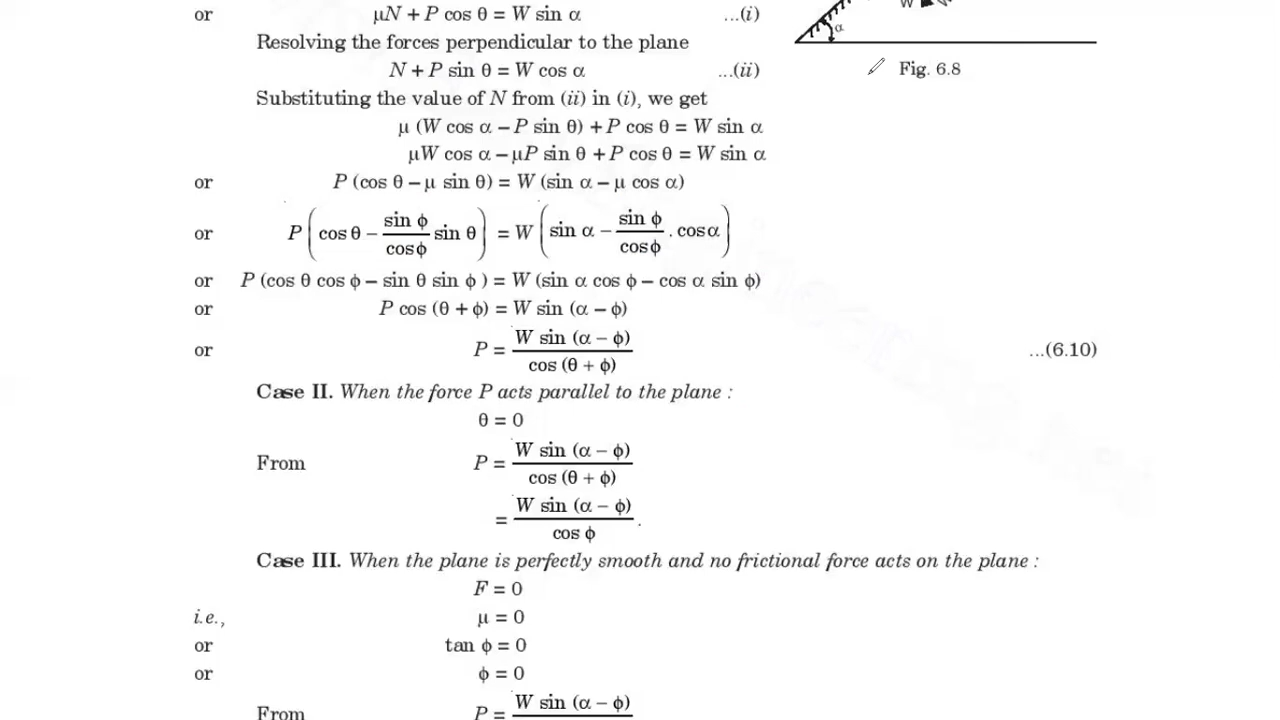 or μN + P cos θ = W sin α ...(i)
Resolving the forces perpendicular to the plane
N + P sin θ = W cos α ...(ii)
Substituting the value of N from (ii) in (i), we get
μ (W cos α – P sin θ) + P cos θ = W sin α
μW cos α – μP sin θ + P cos θ = W sin α
or P (cos θ – μ sin θ) = W (sin α – μ cos α)
or P (cos θ – sin ϕ / cos ϕ sin θ) = W (sin α – sin ϕ / cos ϕ . cos α)
or P (cos θ cos ϕ – sin θ sin ϕ ) = W (sin α cos ϕ – cos α sin ϕ)
or P cos (θ + ϕ) = W sin (α – ϕ)
or P = W sin (α – ϕ) / cos (θ + ϕ) ...(6.10)
Case II. When the force P acts parallel to the plane :
θ = 0
From P = W sin (α – ϕ) / cos (θ + ϕ)
= W sin (α – ϕ) / cos ϕ .
Case III. When the plane is perfectly smooth and no frictional force acts on the plane :
F = 0
i.e., μ = 0
or tan ϕ = 0
or ϕ = 0
From P = W sin (α – ϕ)
W
α
Fig. 6.8